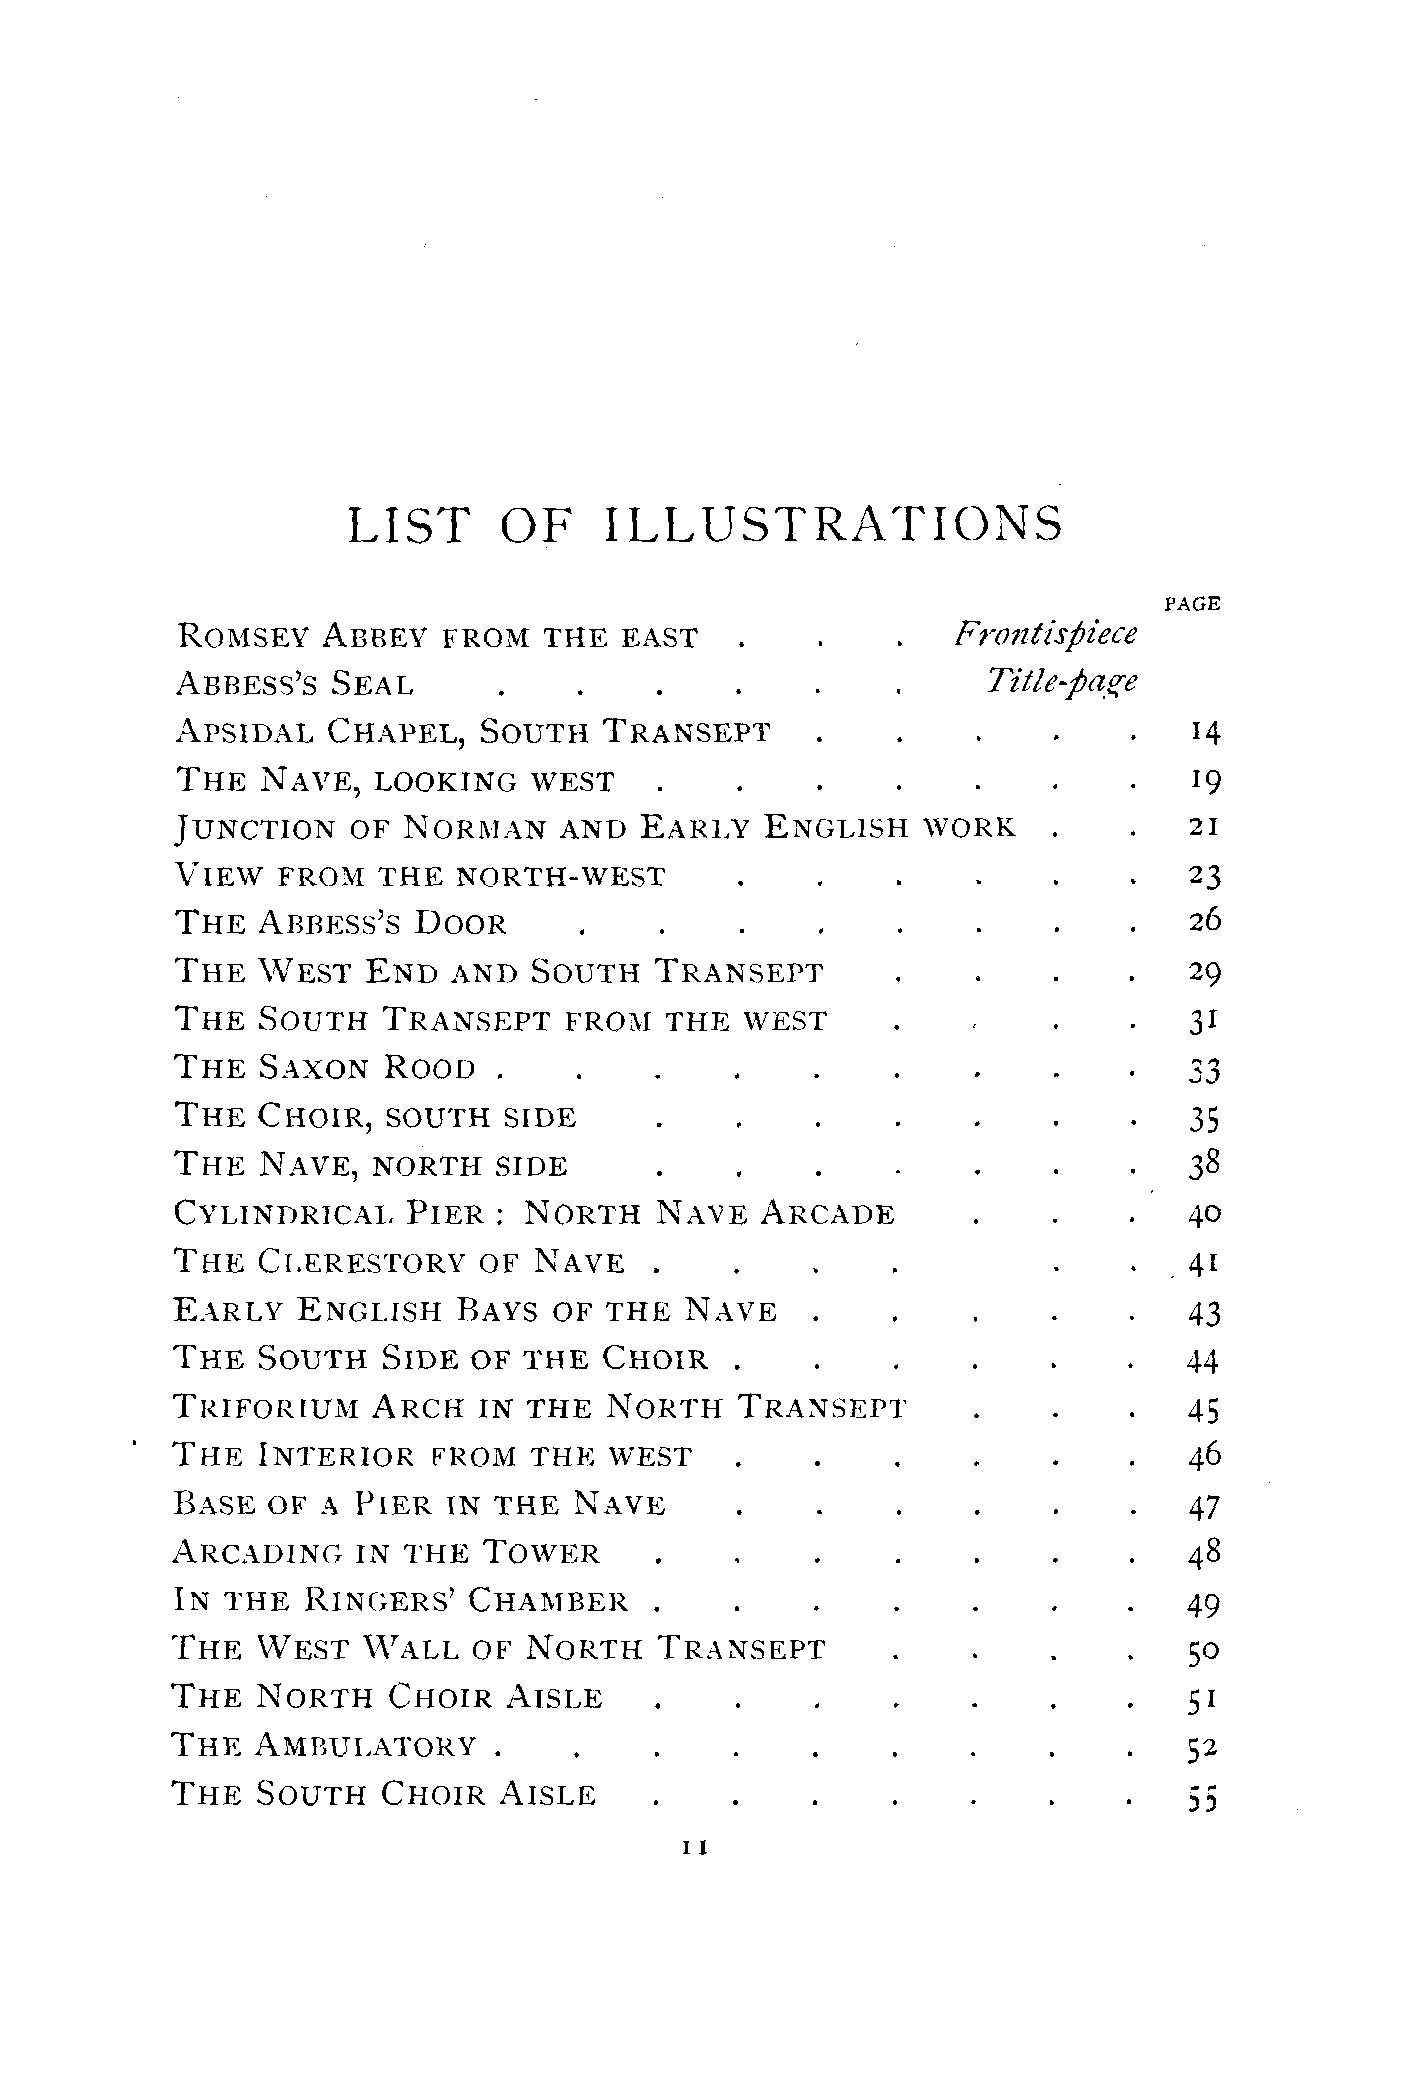 LIST OF ILLUSTRATIONS
PAGE
ROMSEY ABBEY FROM THE EAST . . . Frontispiece
ABBESS'S SEAL . . . . . . Title-page
APSIDAL CHAPEL, SOUTH TRANSEPT . . . . . 14
THE NAVE, LOOKING WEST . . . . . . . 19
JUNCTION OF NORMAN AND EARLY ENGLISH WORK . . 21
VIEW FROM THE NORTH-WEST . . . . . . 23
THE ABBESS'S DOOR . . . . . . . . 26
THE WEST END AND SOUTH TRANSEPT . . . . 29
THE SOUTH TRANSEPT FROM THE WEST . . . . 31
THE SAXON ROOD . . . . . . . . . 33
THE CHOIR, SOUTH SIDE . . . . . . . 35
THE NAVE, NORTH SIDE . . . . . . . 38
CYLINDRICAL PIER : NORTH NAVE ARCADE . . . 40
THE CLERESTORY OF NAVE . . . . . . 41
EARLY ENGLISH BAYS OF THE NAVE . . . . . 43
THE SOUTH SIDE OF THE CHOIR . . . . . . 44
TRIFORIUM ARCH IN THE NORTH TRANSEPT . . . 45
THE INTERIOR FROM THE WEST . . . . . . 46
BASE OF A PIER IN THE NAVE . . . . . . 47
ARCADING IN THE TOWER . . . . . . . 48
IN THE RINGERS' CHAMBER . . . . . . . 49
THE WEST WALL OF NORTH TRANSEPT . . . . 50
THE NORTH CHOIR AISLE . . . . . . . 51
THE AMBULATORY . . . . . . . . . 52
THE SOUTH CHOIR AISLE . . . . . . . 55
11